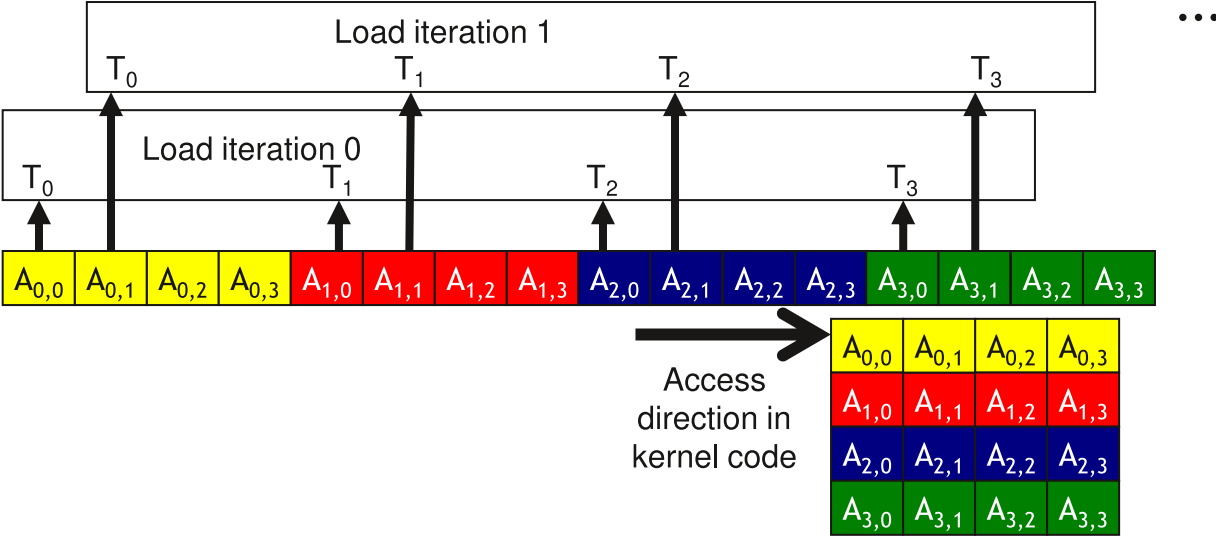 ...
Load iteration 1
T0 T1 T2 T3
Load iteration 0
T0 T1 T2 T3
A0,0 A0,1 A0,2 A0,3 A1,0 A1,1 A1,2 A1,3 A2,0 A2,1 A2,2 A2,3 A3,0 A3,1 A3,2 A3,3
Access
direction in
kernel code
A0,0 A0,1 A0,2 A0,3
A1,0 A1,1 A1,2 A1,3
A2,0 A2,1 A2,2 A2,3
A3,0 A3,1 A3,2 A3,3